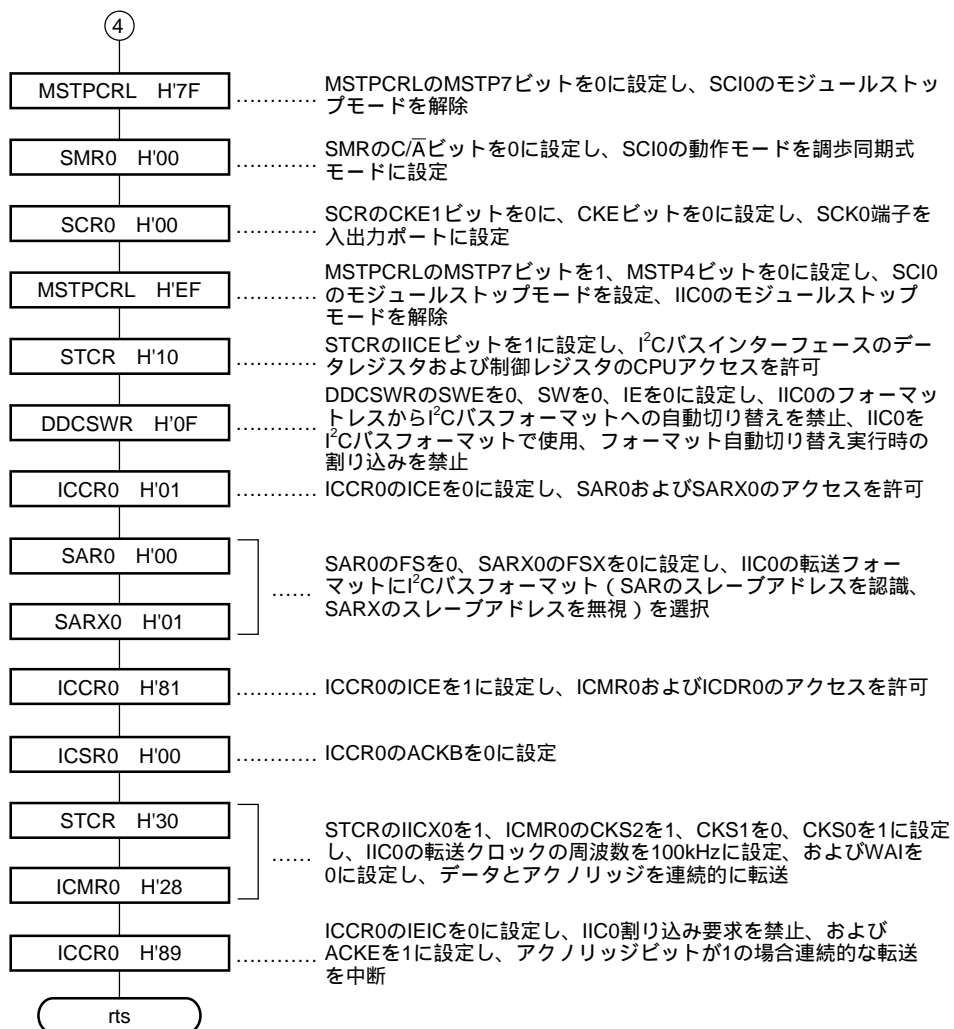 4
MSTPCRL H'7F ………… MSTPCRLのMSTP7ビットを0に設定し、SCI0のモジュールストッ
プモードを解除
SMR0 H'00 ………… SMRのC/A̅ビットを0に設定し、SCI0の動作モードを調歩同期式
モードに設定
SCR0 H'00 ………… SCRのCKE1ビットを0に、CKEビットを0に設定し、SCK0端子を
入出力ポートに設定
MSTPCRL H'EF ………… MSTPCRLのMSTP7ビットを1、MSTP4ビットを0に設定し、SCI0
のモジュールストップモードを設定、IIC0のモジュールストップ
モードを解除
STCR H'10 ………… STCRのIICEビットを1に設定し、I²Cバスインターフェースのデー
タレジスタおよび制御レジスタのCPUアクセスを許可
DDCSWR H'0F ………… DDCSWRのSWEを0、SWを0、IEを0に設定し、IIC0のフォーマッ
トレスからI²Cバスフォーマットへの自動切り替えを禁止、IIC0を
I²Cバスフォーマットで使用、フォーマット自動切り替え実行時の
割り込みを禁止
ICCR0 H'01 ………… ICCR0のICEを0に設定し、SAR0およびSARX0のアクセスを許可
SAR0 H'00
SARX0 H'01
…… SAR0のFSを0、SARX0のFSXを0に設定し、IIC0の転送フォー
マットにI²Cバスフォーマット(SARのスレーブアドレスを認識、
SARXのスレーブアドレスを無視)を選択
ICCR0 H'81 ………… ICCR0のICEを1に設定し、ICMR0およびICDR0のアクセスを許可
ICSR0 H'00 ………… ICCR0のACKBを0に設定
STCR H'30
ICMR0 H'28
…… STCRのIICX0を1、ICMR0のCKS2を1、CKS1を0、CKS0を1に設定
し、IIC0の転送クロックの周波数を100kHzに設定、およびWAIを
0に設定し、データとアクノリッジを連続的に転送
ICCR0 H'89 ………… ICCR0のIEICを0に設定し、IIC0割り込み要求を禁止、および
ACKEを1に設定し、アクノリッジビットが1の場合連続的な転送
を中断
rts